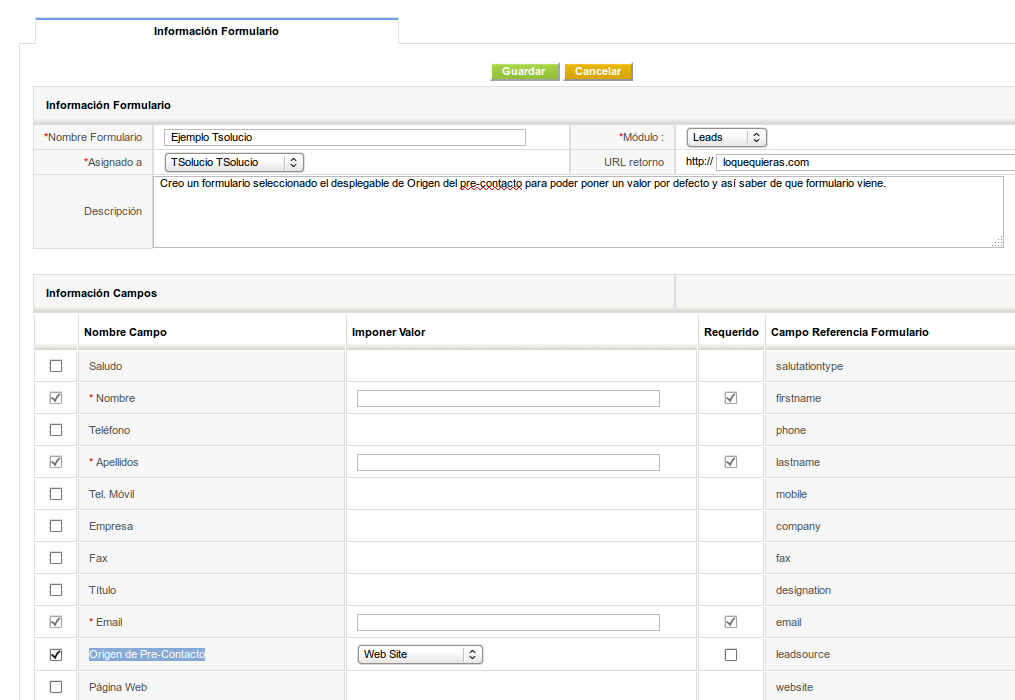 Información Formulario
Guardar Cancelar
Información Formulario
*Nombre Formulario Ejemplo Tsolucio *Módulo : Leads
*Asignado a TSolucio TSolucio URL retorno http:// loquequieras.com
Descripción Creo un formulario seleccionado el desplegable de Origen del pre-contacto para poder poner un valor por defecto y así saber de que formulario viene.
Información Campos
Nombre Campo Imponer Valor Requerido Campo Referencia Formulario
Saludo salutationtype
* Nombre firstname
Teléfono phone
* Apellidos lastname
Tel. Móvil mobile
Empresa company
Fax fax
Título designation
* Email email
Origen de Pre-Contacto Web Site leadsource
Página Web website